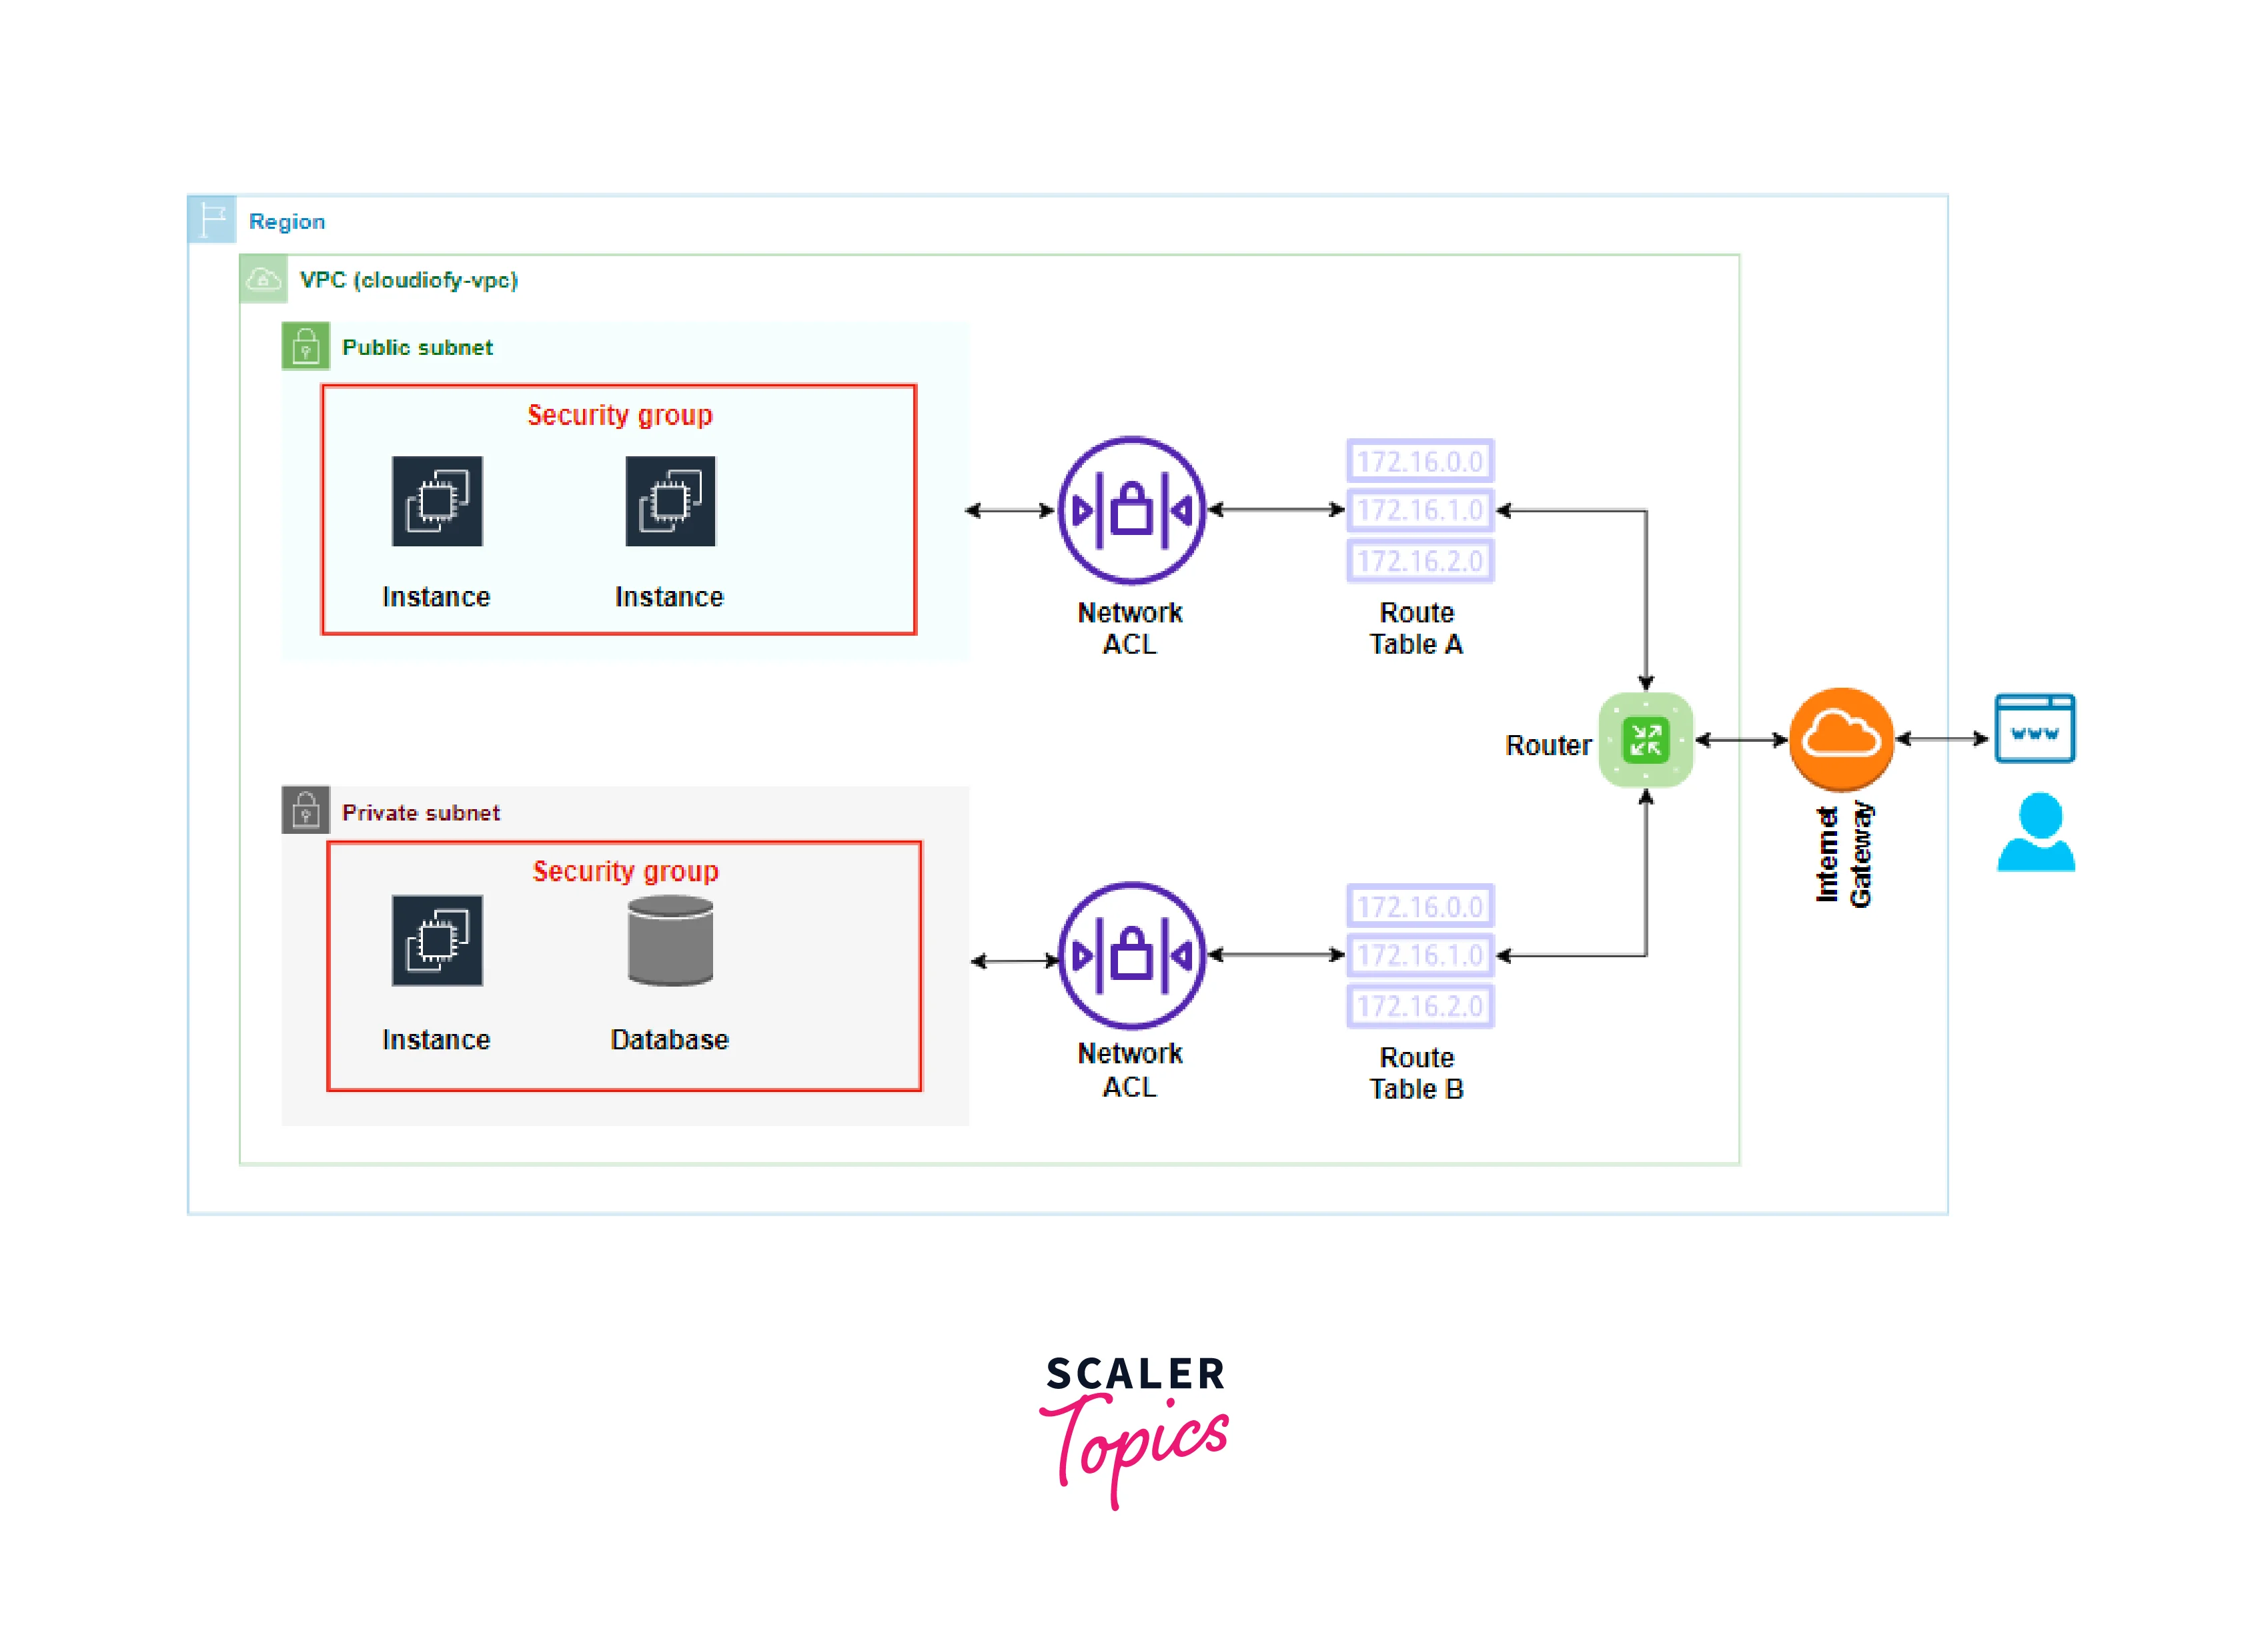 Region
VPC (cloudiofy-vpc)
Public subnet
Security group
Instance
Instance
Network
ACL
172.16.0.0
172.16.1.0
172.16.2.0
Route
Table A
Router
Internet
Gateway
www
Private subnet
Security group
Instance
Database
Network
ACL
172.16.0.0
172.16.1.0
172.16.2.0
Route
Table B
SCALER
Topics